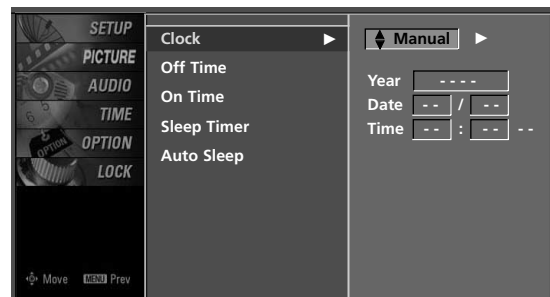 SETUP
PICTURE
AUDIO
TIME
OPTION
LOCK
Move MENU Prev
Clock ▶
Off Time
On Time
Sleep Timer
Auto Sleep
Manual ▶
Year - - - -
Date - - / - -
Time - - : - - - -